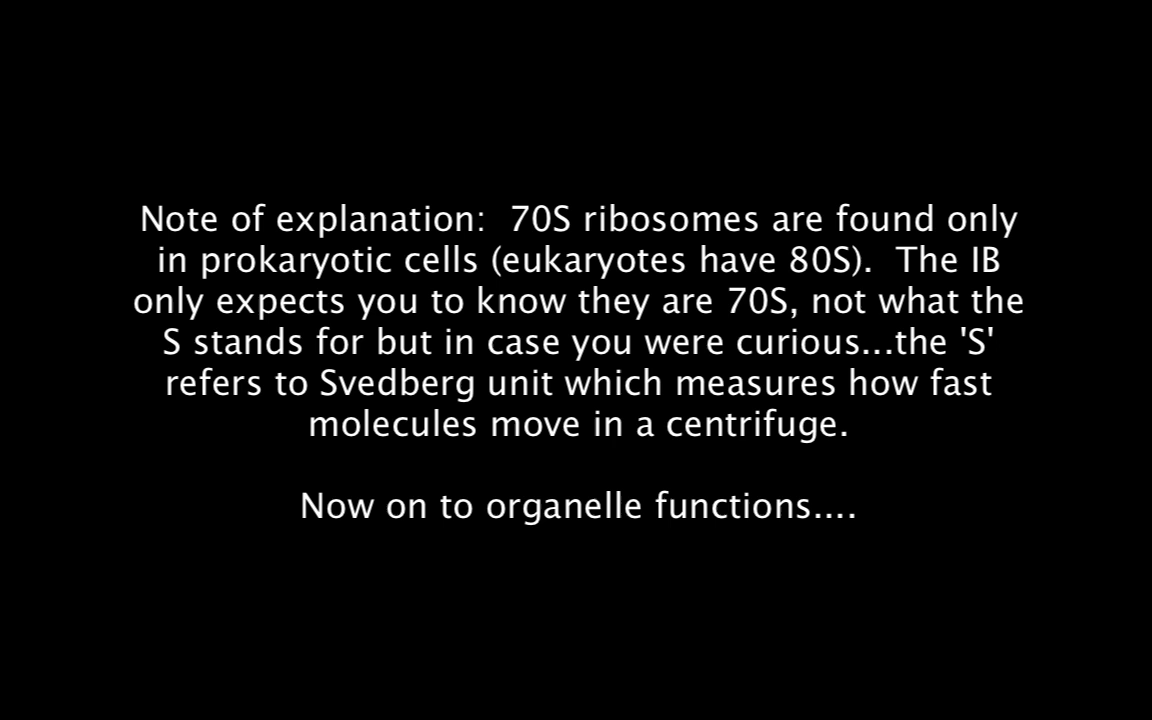 Note of explanation:  70S ribosomes are found only
in prokaryotic cells (eukaryotes have 80S).  The IB
only expects you to know they are 70S, not what the
S stands for but in case you were curious...the 'S'
refers to Svedberg unit which measures how fast
molecules move in a centrifuge.
Now on to organelle functions....